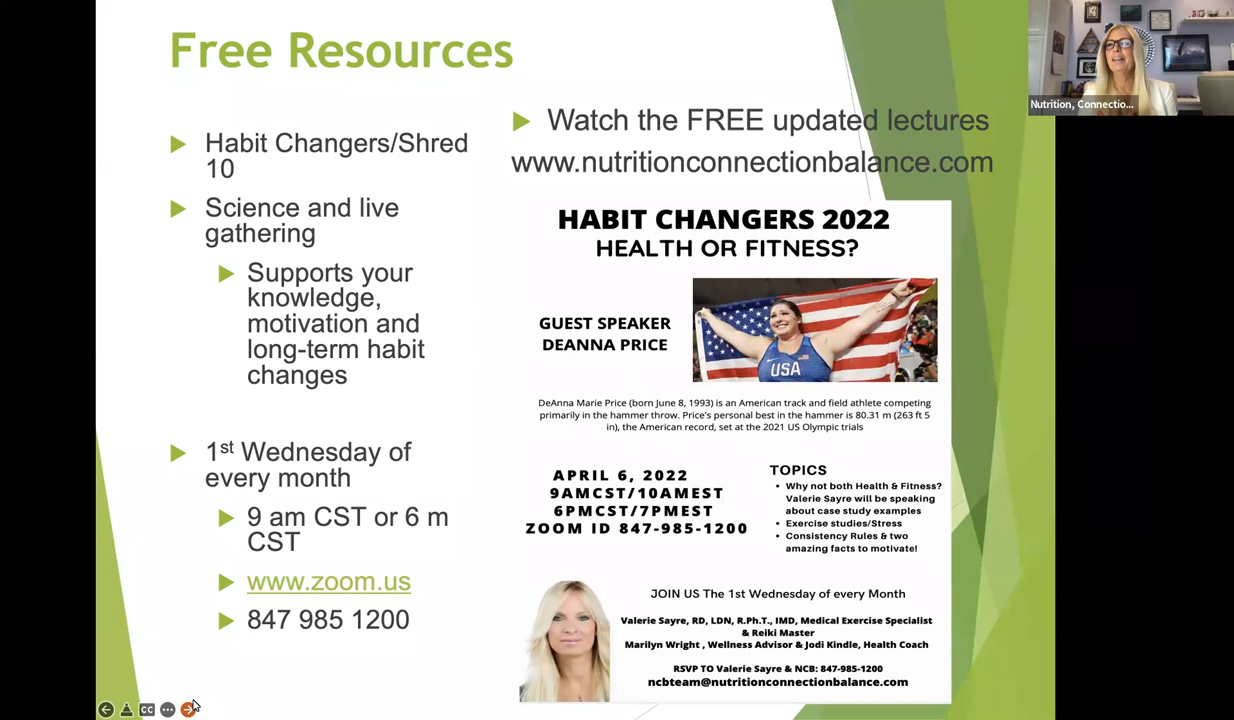 Free Resources
Habit Changers/Shred
10
Science and live
gathering
Supports your
knowledge,
motivation and
long-term habit
changes
1st Wednesday of
every month
9 am CST or 6 m
CST
www.zoom.us
847 985 1200
Watch the FREE updated lectures
www.nutritionconnectionbalance.com
HABIT CHANGERS 2022
HEALTH OR FITNESS?
GUEST SPEAKER
DEANNA PRICE
USA
DeAnna Marie Price (born June 8, 1993) is an American track and field athlete competing
primarily in the hammer throw. Price's personal best in the hammer is 80.31 m (263 ft 5
in), the American record, set at the 2021 US Olympic trials
APRIL 6, 2022
9AMCST/10AMEST
6PMCST/7PMEST
ZOOM ID 847-985-1200
TOPICS
Why not both Health & Fitness?
Valerie Sayre will be speaking
about case study examples
Exercise studies/Stress
Consistency Rules & two
amazing facts to motivate!
JOIN US The 1st Wednesday of every Month
Valerie Sayre, RD, LDN, R.Ph.T., IMD, Medical Exercise Specialist
& Reiki Master
Marilyn Wright , Wellness Advisor & Jodi Kindle, Health Coach
RSVP TO Valerie Sayre & NCB: 847-985-1200
ncbteam@nutritionconnectionbalance.com
Nutrition, Connectio...
CC